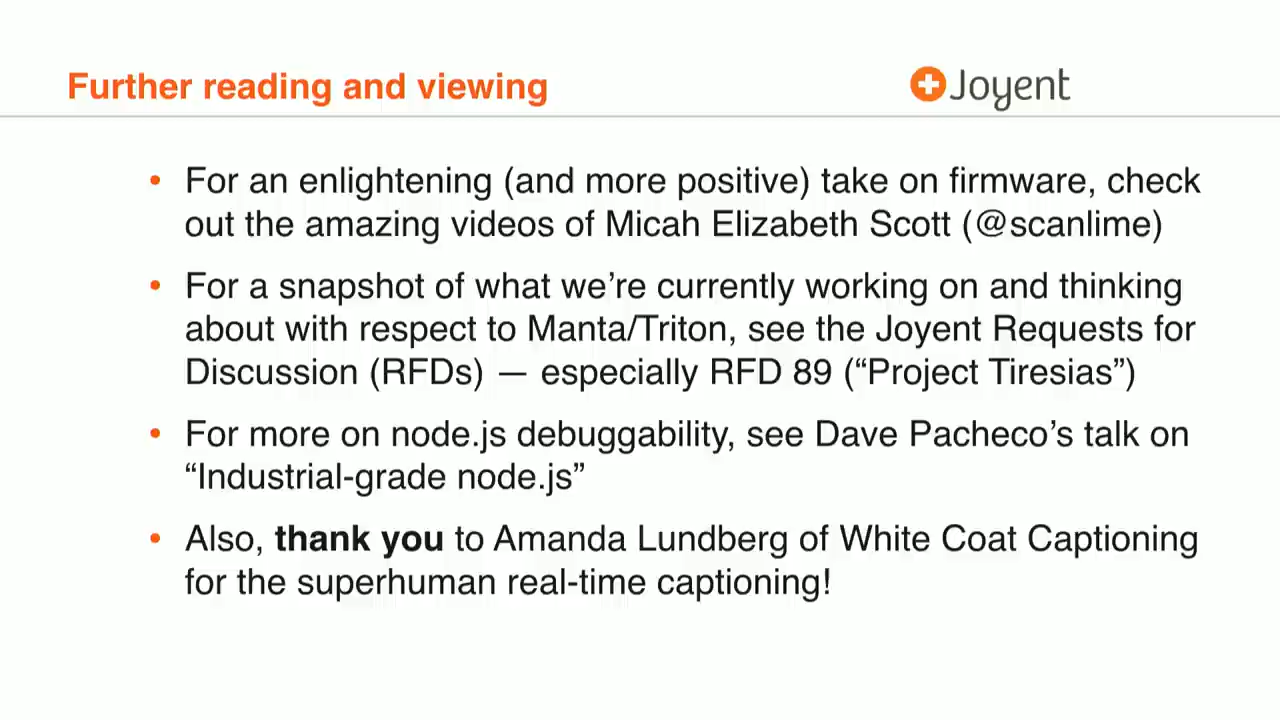 Further reading and viewing
Joyent
• For an enlightening (and more positive) take on firmware, check
out the amazing videos of Micah Elizabeth Scott (@scanlime)
• For a snapshot of what we’re currently working on and thinking
about with respect to Manta/Triton, see the Joyent Requests for
Discussion (RFDs) — especially RFD 89 (“Project Tiresias”)
• For more on node.js debuggability, see Dave Pacheco’s talk on
“Industrial-grade node.js”
• Also, thank you to Amanda Lundberg of White Coat Captioning
for the superhuman real-time captioning!